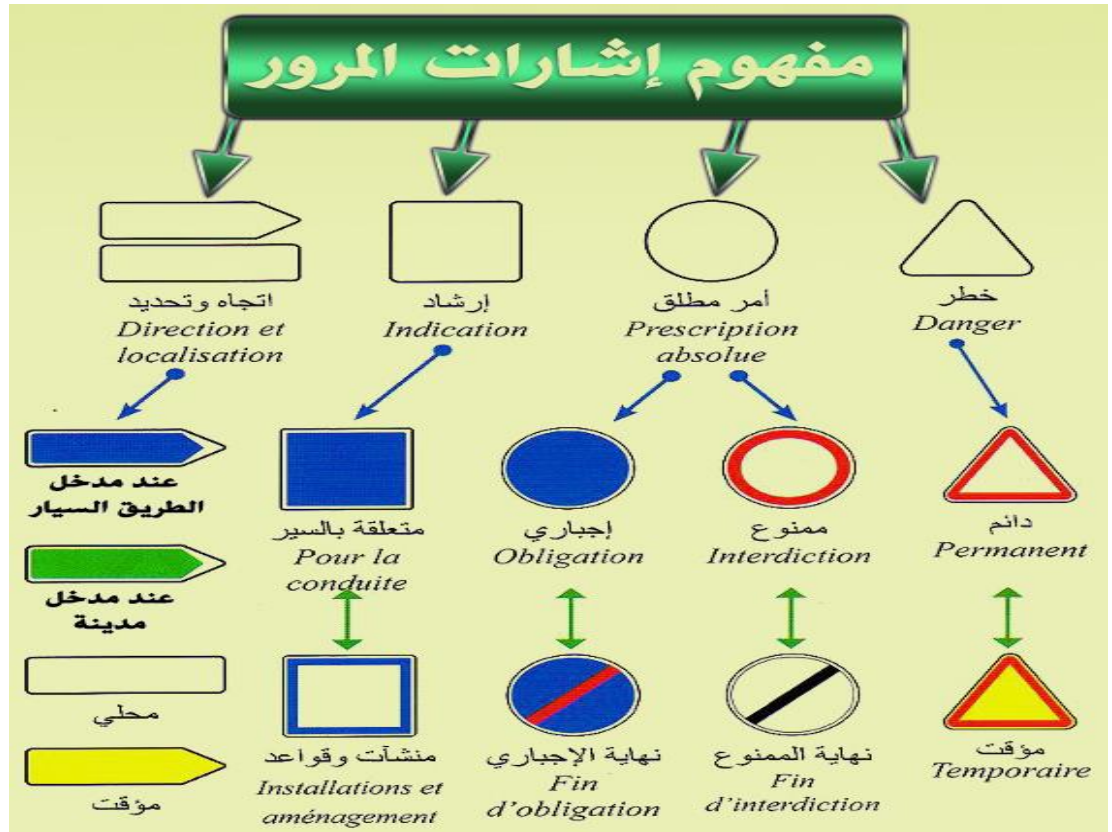 مفهوم إشارات المرور
خطر
Danger
أمر مطلق
Prescription
absolue
إرشاد
Indication
اتجاه وتحديد
Direction et
localisation
دائم
Permanent
ممنوع
Interdiction
إجباري
Obligation
متعلقة بالسير
Pour la
conduite
عند مدخل
الطريق السيار
عند مدخل
مدينة
محلي
مؤقت
مؤقت
Temporaire
نهاية الممنوع
Fin
d'interdiction
نهاية الإجباري
Fin
d'obligation
منشآت وقواعد
Installations et
aménagement